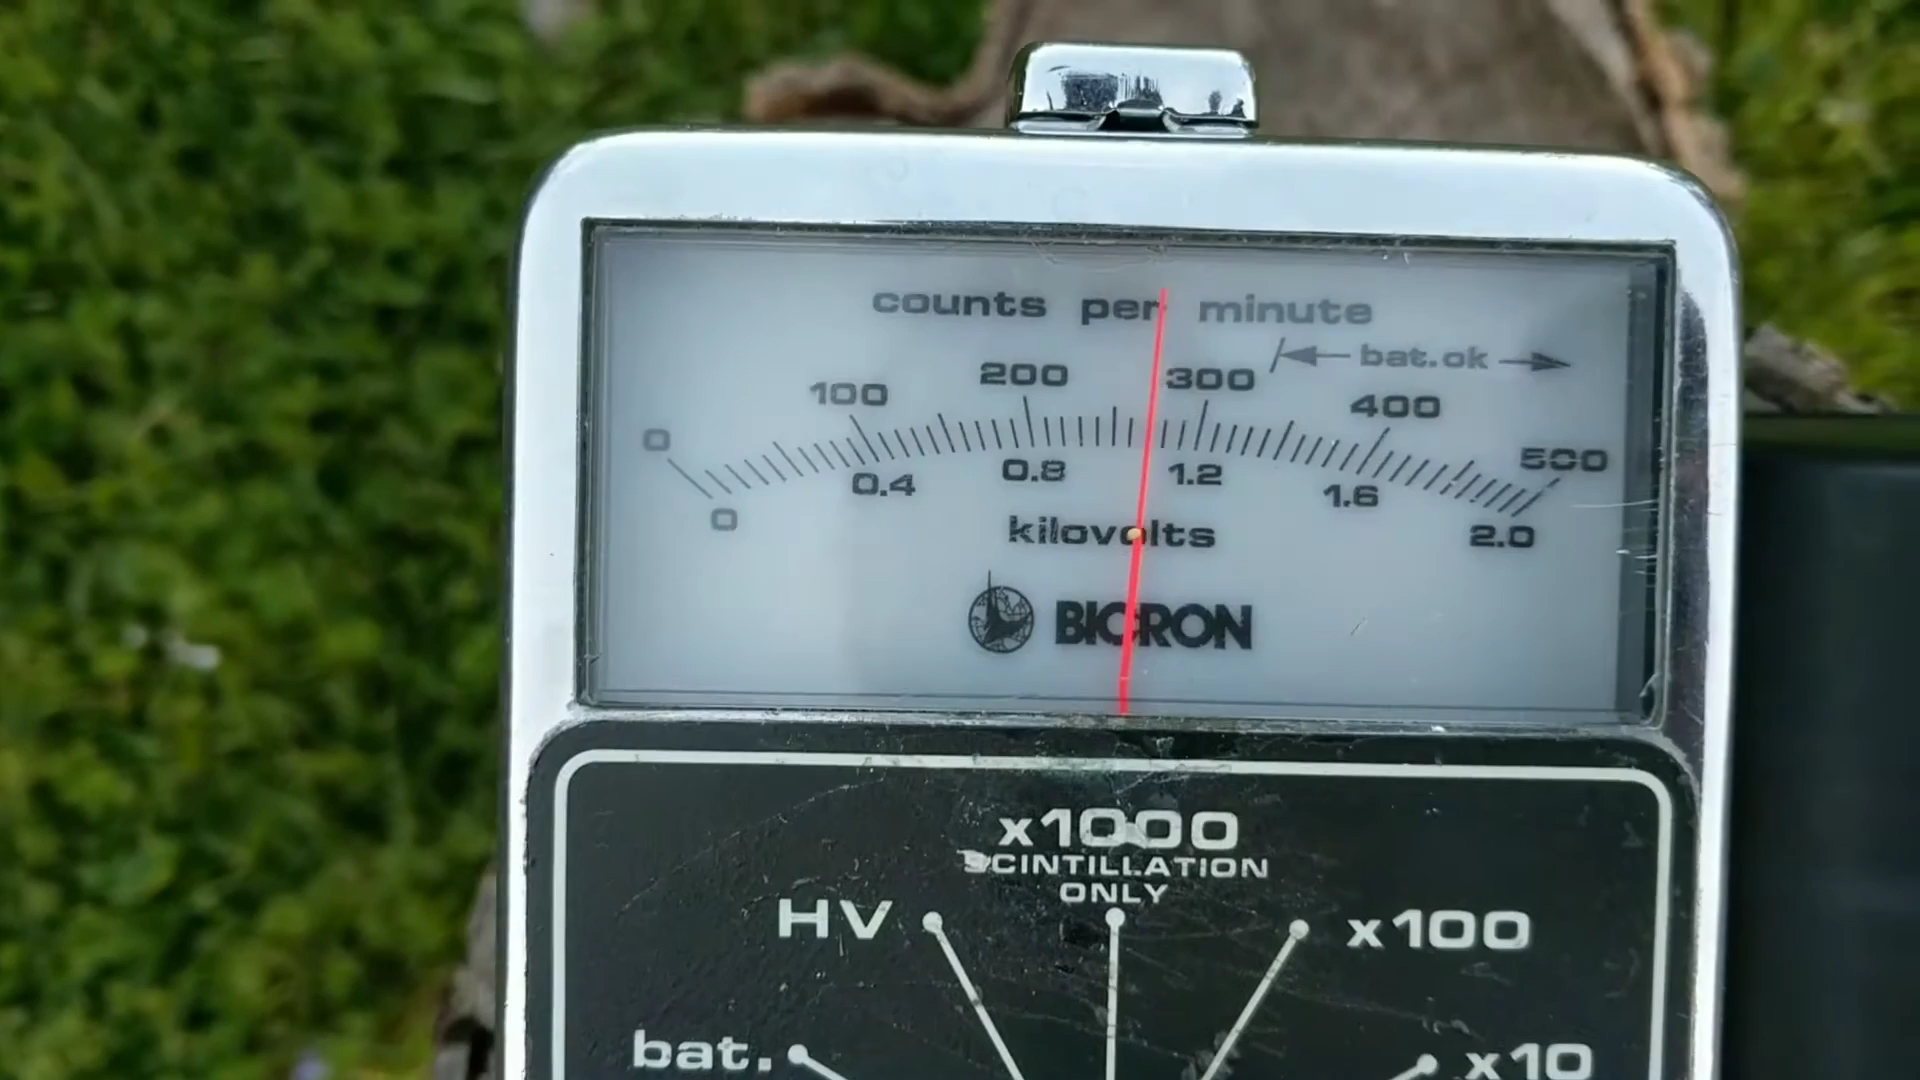 counts per minute
bat.ok
0 100 200 300 400 500
0 0.4 0.8 1.2 1.6 2.0
kilovolts
BICRON
x1000
SCINTILLATION
ONLY
HV x100
bat. x10